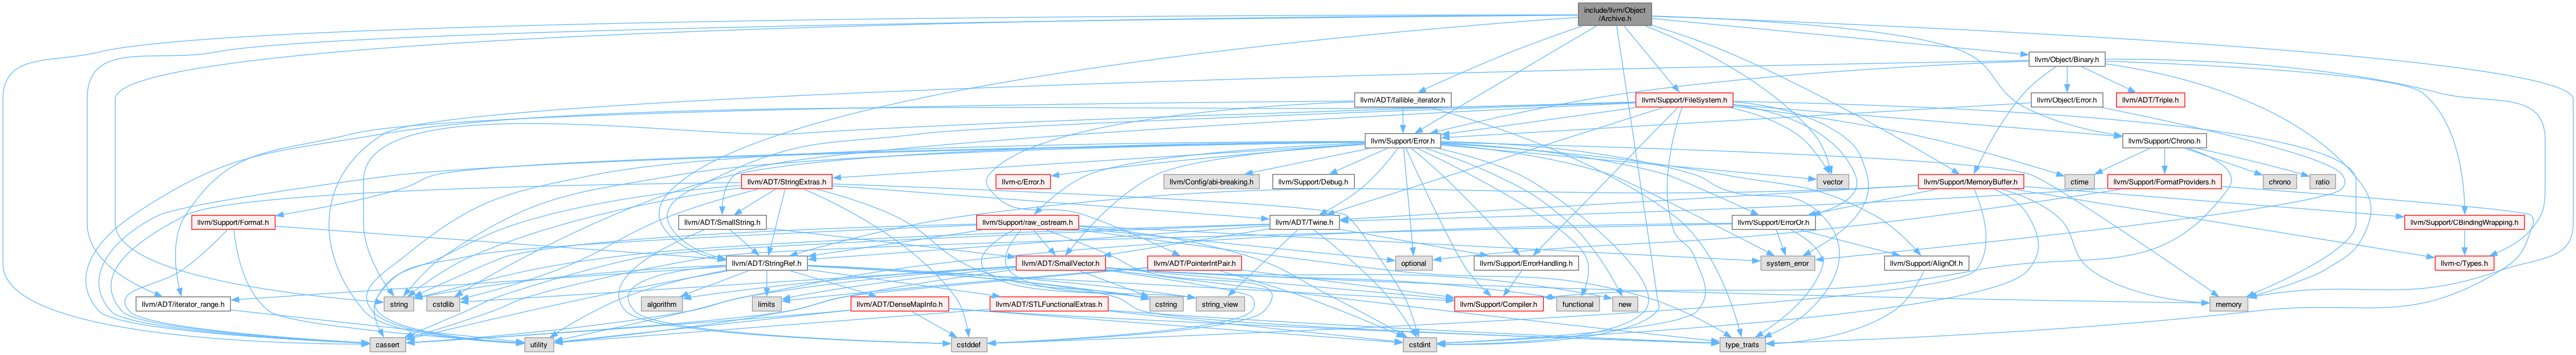 include/llvm/Object
/Archive.h
llvm/Object/Binary.h
llvm/ADT/fallible_iterator.h
llvm/Support/FileSystem.h
llvm/Object/Error.h
llvm/ADT/Triple.h
llvm/Support/Error.h
llvm/Support/Chrono.h
llvm/ADT/StringExtras.h
llvm-c/Error.h
llvm/Config/abi-breaking.h
llvm/Support/Debug.h
vector
llvm/Support/MemoryBuffer.h
ctime
llvm/Support/FormatProviders.h
chrono
ratio
llvm/Support/Format.h
llvm/ADT/SmallString.h
llvm/Support/raw_ostream.h
llvm/ADT/Twine.h
llvm/Support/ErrorOr.h
llvm/Support/CBindingWrapping.h
llvm/ADT/StringRef.h
llvm/ADT/SmallVector.h
llvm/ADT/PointerIntPair.h
optional
llvm/Support/ErrorHandling.h
system_error
llvm/Support/AlignOf.h
llvm-c/Types.h
llvm/ADT/iterator_range.h
string
cstdlib
algorithm
limits
llvm/ADT/DenseMapInfo.h
llvm/ADT/STLFunctionalExtras.h
cstring
string_view
llvm/Support/Compiler.h
functional
new
memory
cassert
utility
cstddef
cstdint
type_traits